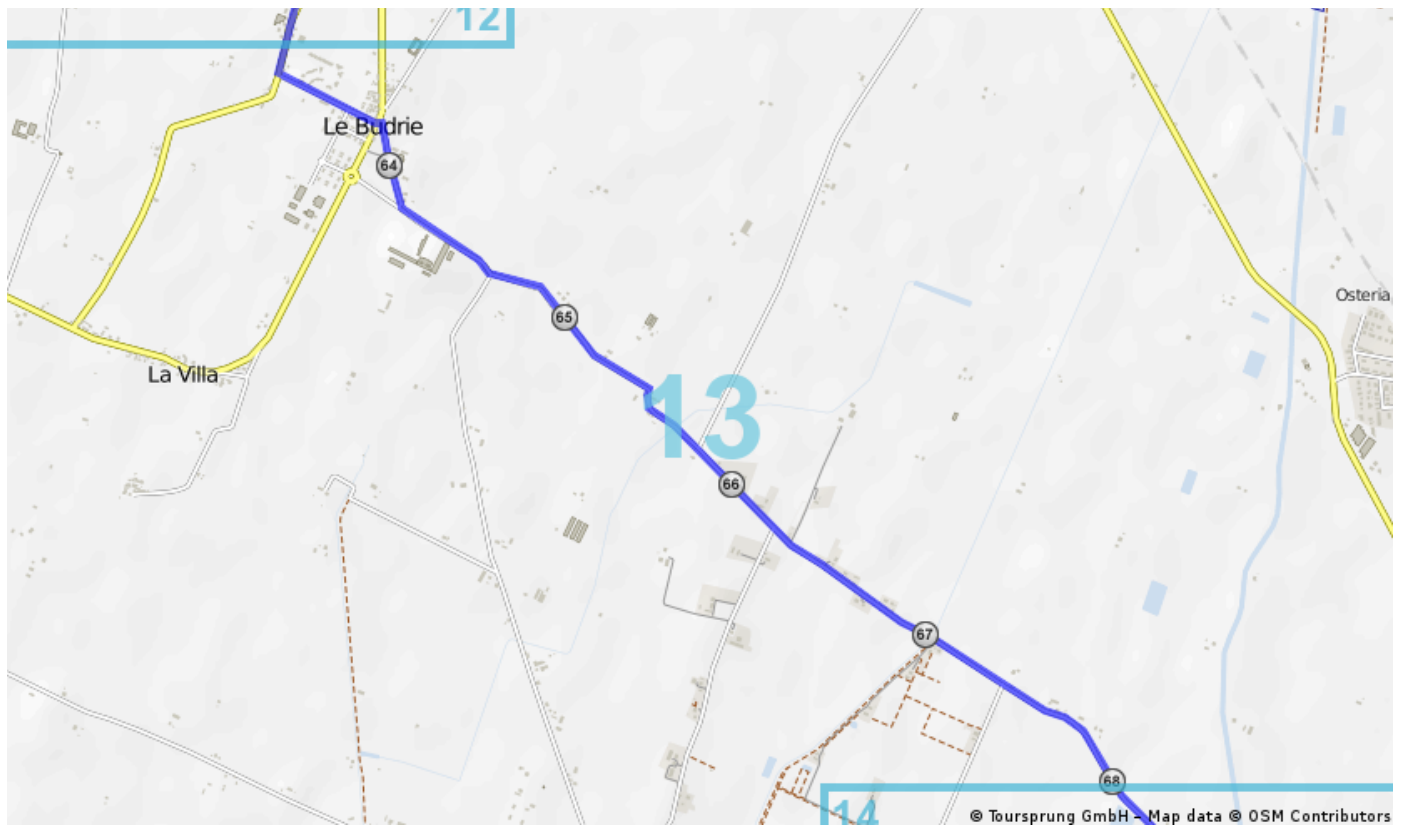 12
Le Budrie
64
Osteria
65
La Villa
13
66
67
68
14
© Toursprung GmbH – Map data © OSM Contributors